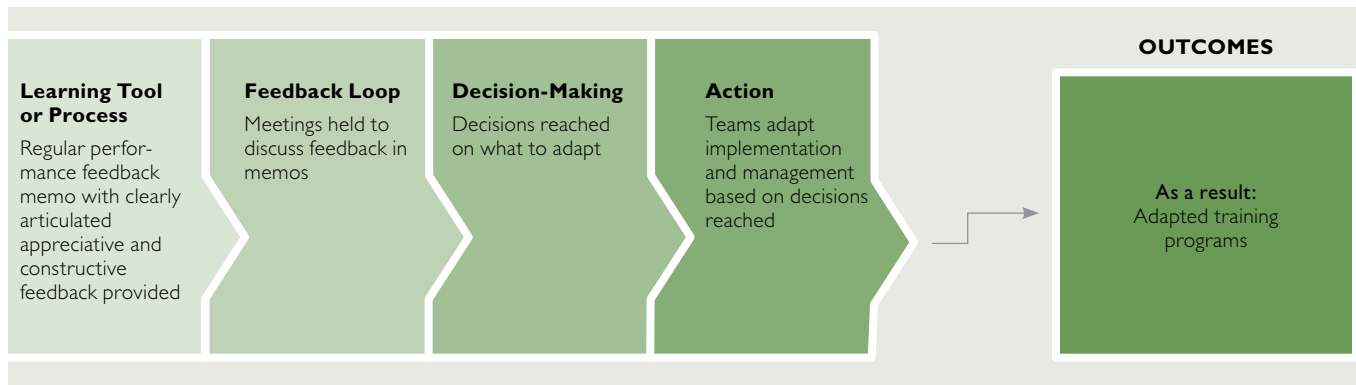 Learning Tool
or Process
Regular perfor-
mance feedback
memo with clearly
articulated
appreciative and
constructive
feedback provided
Feedback Loop
Meetings held to
discuss feedback in
memos
Decision-Making
Decisions reached
on what to adapt
Action
Teams adapt
implementation
and management
based on decisions
reached
OUTCOMES
As a result:
Adapted training
programs